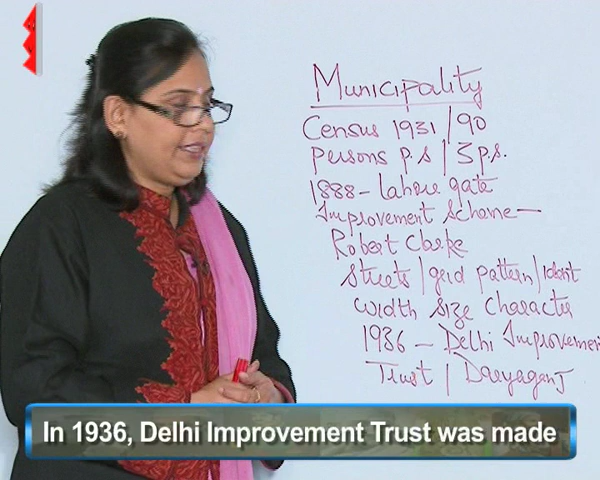 Municipality
Census 1931/90
persons p.s/3 p.s.
1888 - Lahore gate
Improvement scheme -
Robert Clarke
Streets/grid pattern/Identi
width size character
1936 - Delhi Improvemen
Trust / Daryaganj
In 1936, Delhi Improvement Trust was made